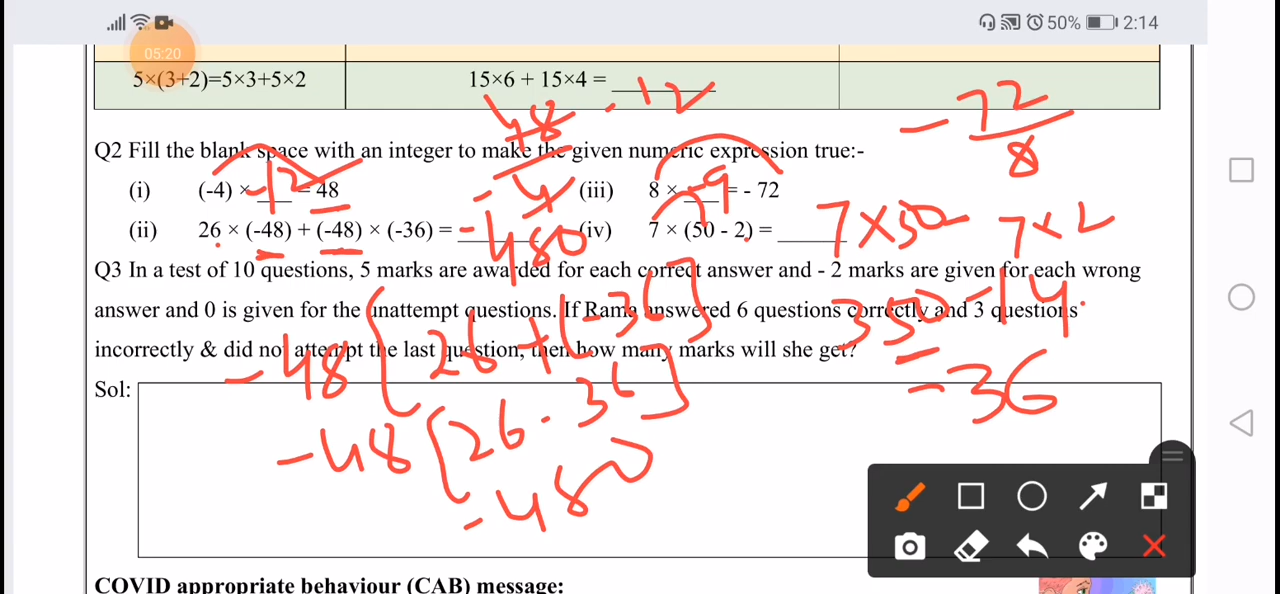 50% 2:14
05:20
5×(3+2)=5×3+5×2 15×6 + 15×4 = ______
48 - 12
-4
- 72
8
Q2 Fill the blank space with an integer to make the given numeric expression true:-
(i) (-4) × -12 = 48 (iii) 8 × -9 = - 72
(ii) 26 × (-48) + (-48) × (-36) = -480 (iv) 7 × (50 - 2) = ______ 7×50 - 7×2
350 - 14
= 36
Q3 In a test of 10 questions, 5 marks are awarded for each correct answer and - 2 marks are given for each wrong
answer and 0 is given for the unattempt questions. If Rama answered 6 questions correctly and 3 questions
incorrectly & did not attempt the last question, then how many marks will she get?
-48[26+(-36]
Sol:
-48[26-36]
= 480
COVID appropriate behaviour (CAB) message: